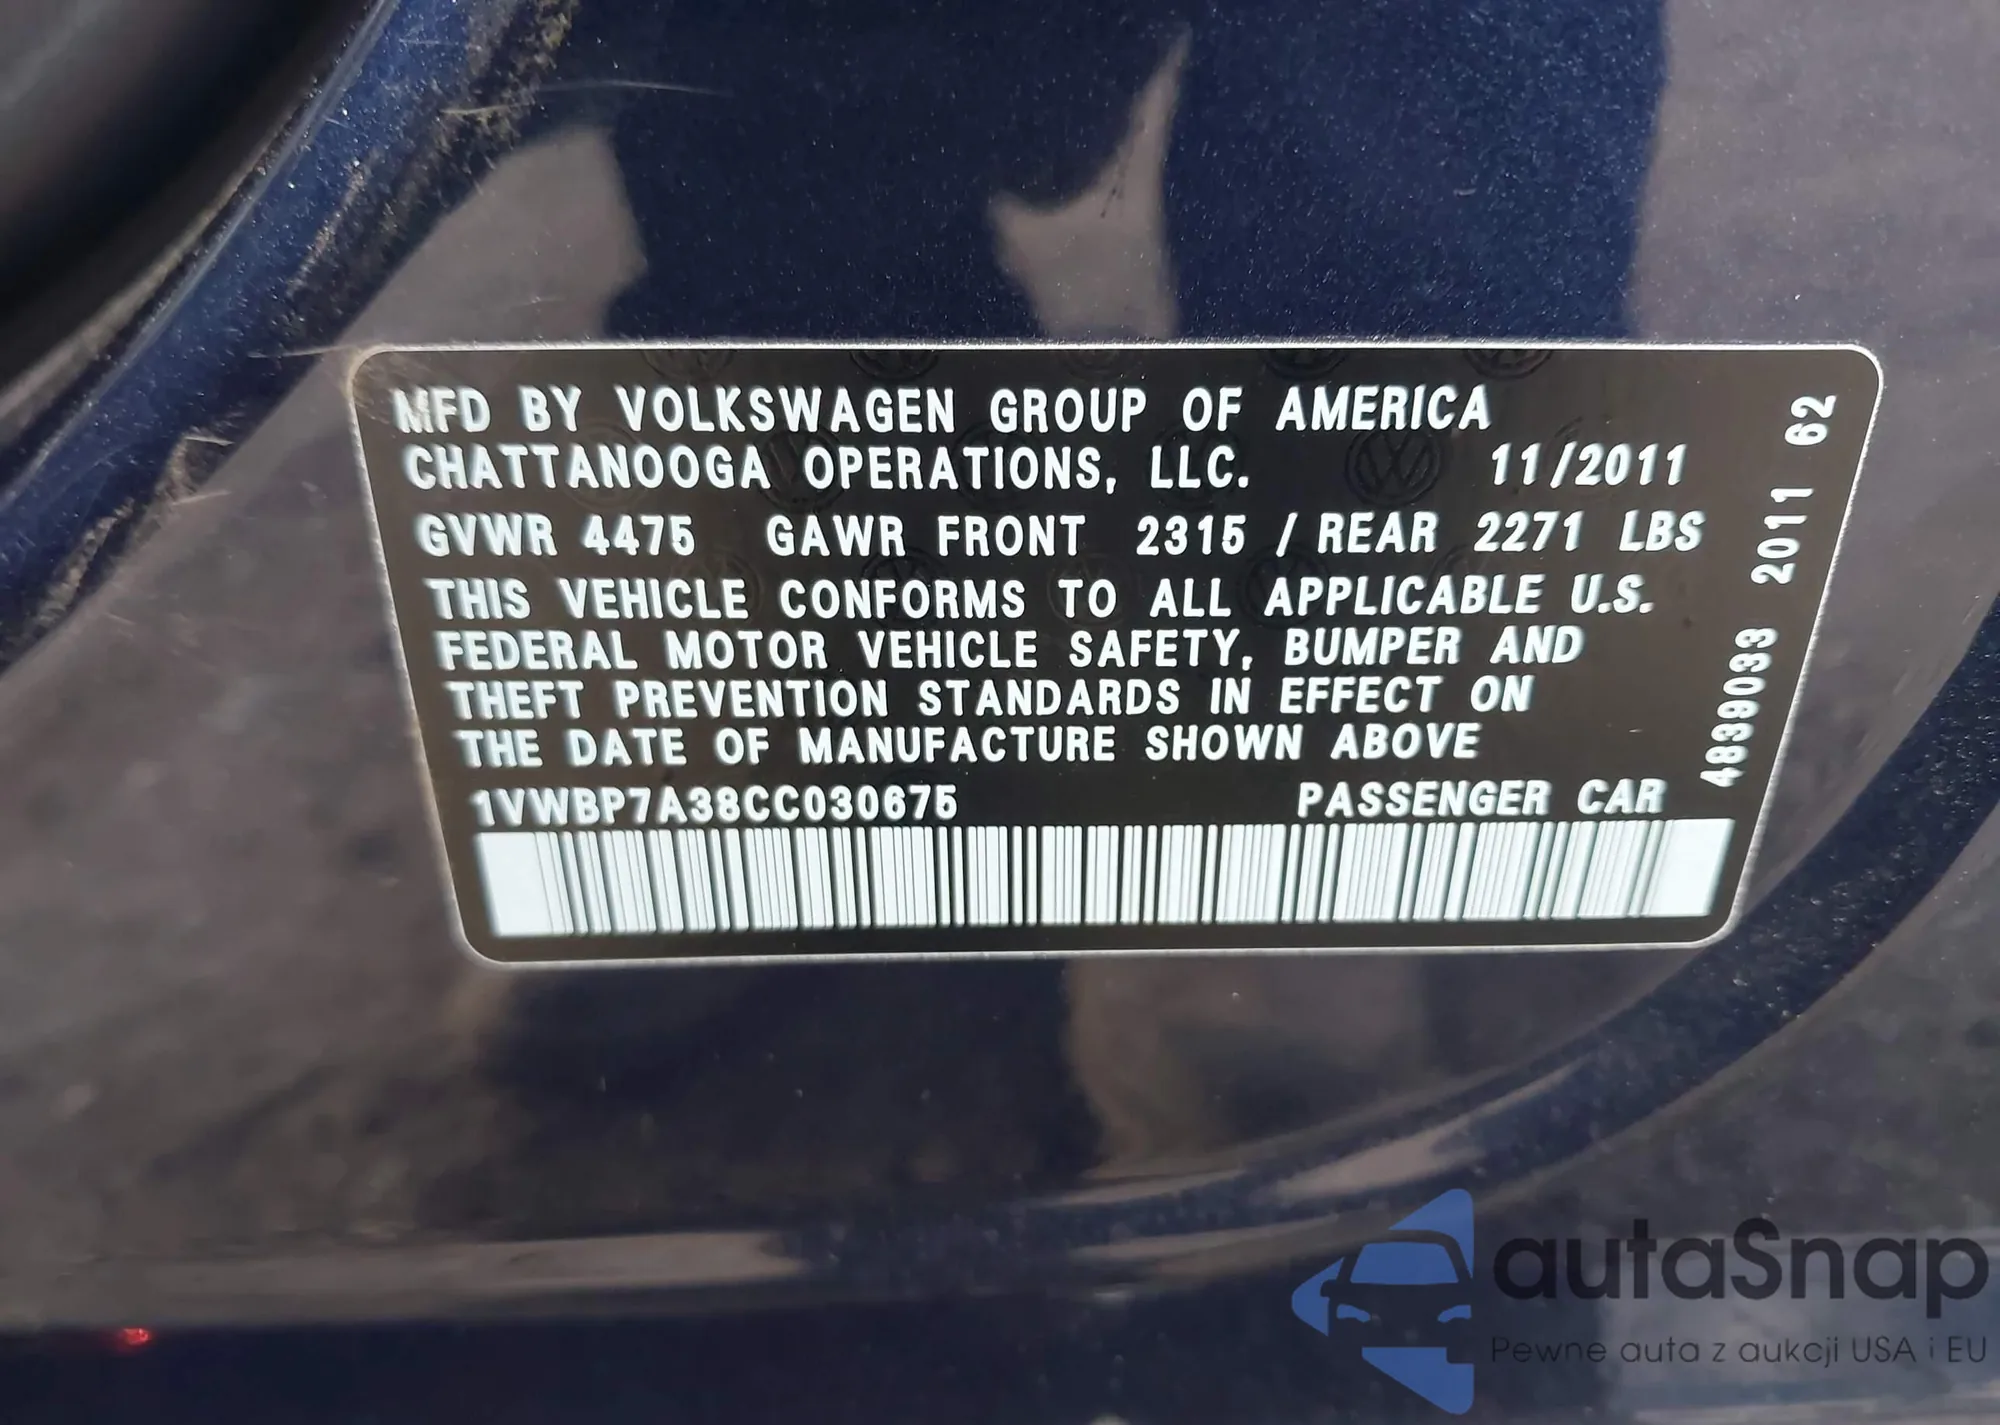 MFD BY VOLKSWAGEN GROUP OF AMERICA
CHATTANOOGA OPERATIONS, LLC. 11/2011
GVWR 4475 GAWR FRONT 2315 / REAR 2271 LBS
THIS VEHICLE CONFORMS TO ALL APPLICABLE U.S.
FEDERAL MOTOR VEHICLE SAFETY, BUMPER AND
THEFT PREVENTION STANDARDS IN EFFECT ON
THE DATE OF MANUFACTURE SHOWN ABOVE
1VWBP7A38CC030675 PASSENGER CAR
4839033 2011 62
autaSnap
Pewne auta z aukcji USA i EU